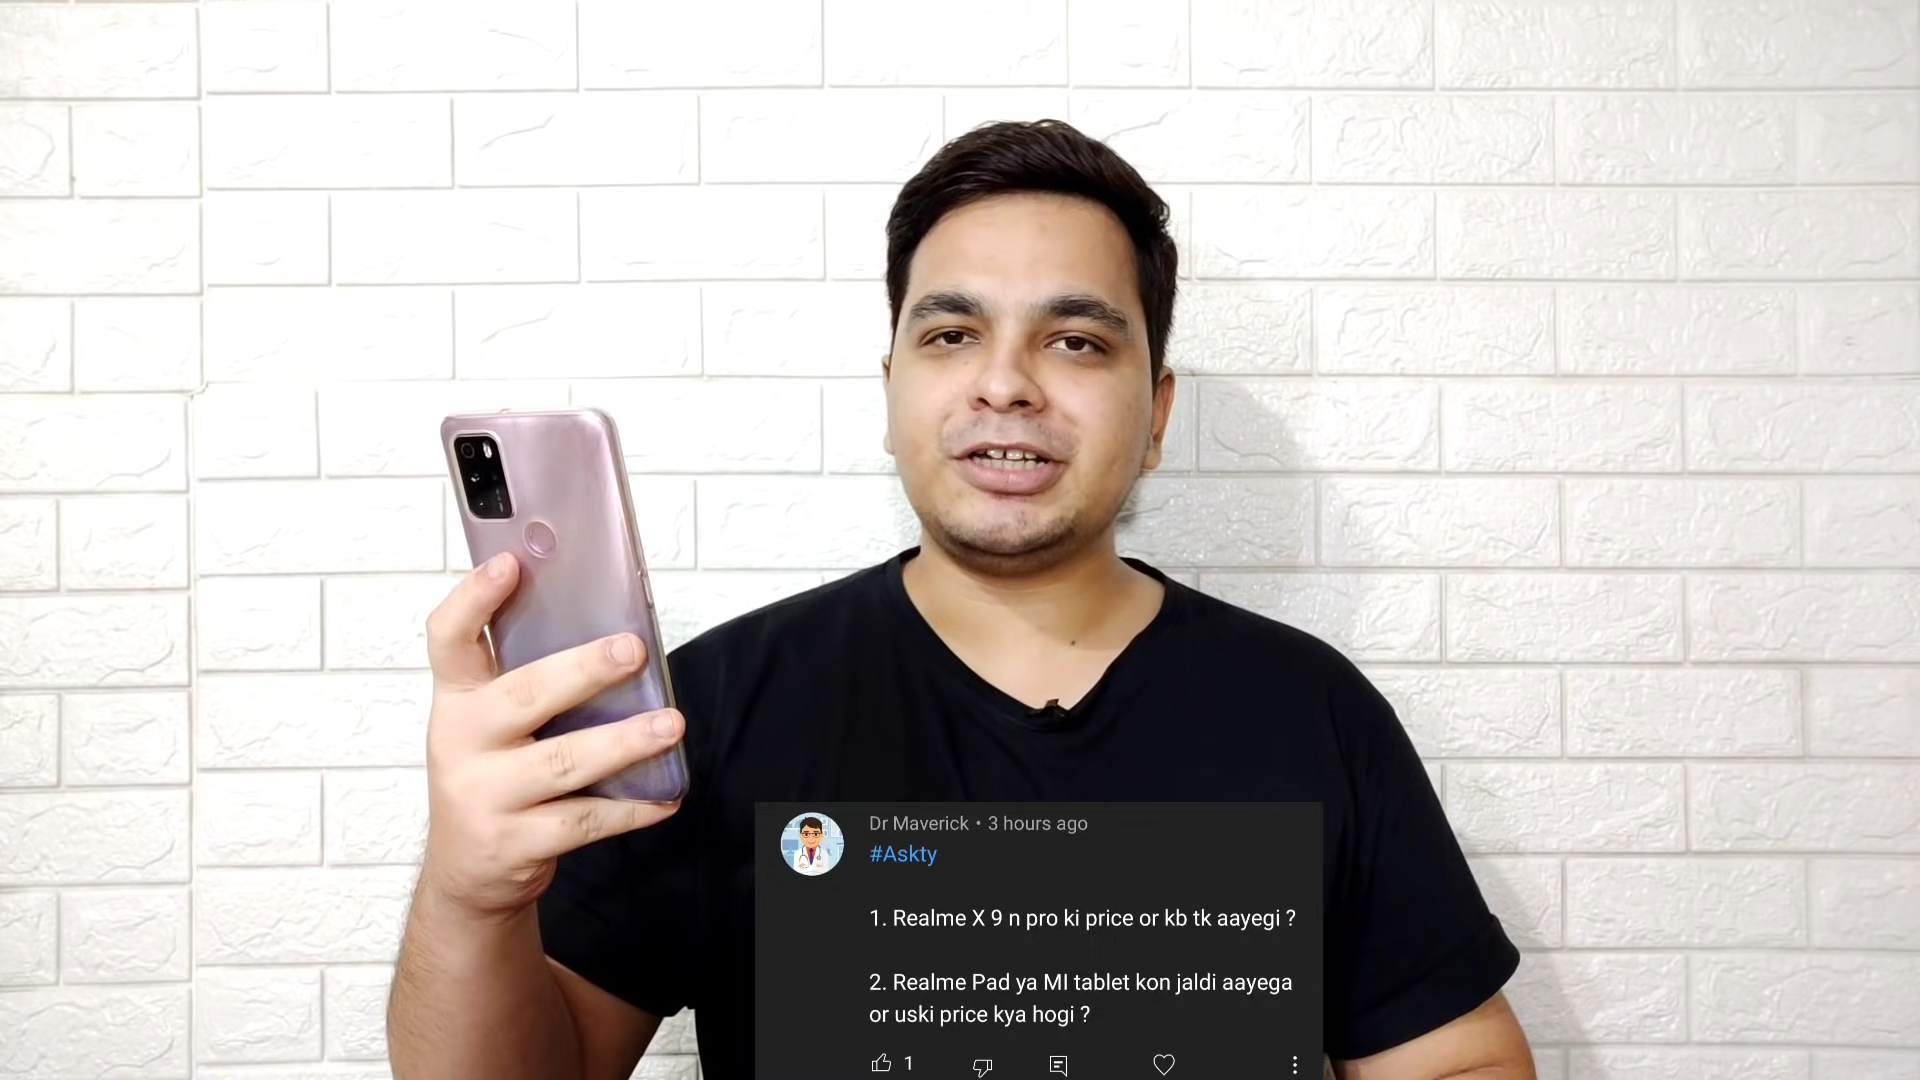 Dr Maverick • 3 hours ago
#Askty
1. Realme X 9 n pro ki price or kb tk aayegi ?
2. Realme Pad ya MI tablet kon jaldi aayega
or uski price kya hogi ?
1